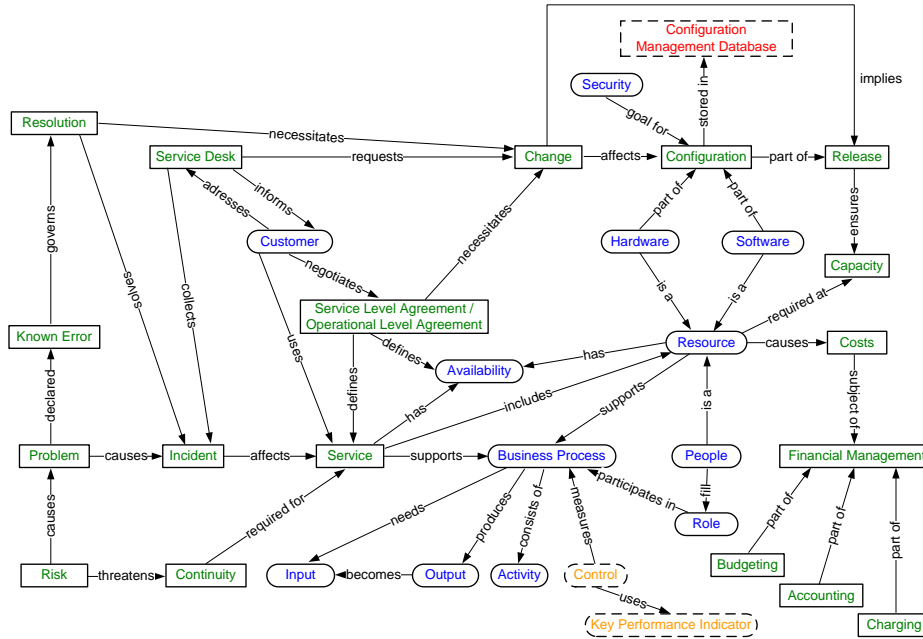 Configuration
Management Database
Security
implies
goal for
stored in
Resolution
necessitates
Service Desk
requests
Change
affects
Configuration
part of
Release
adresses
informs
governs
Customer
necessitates
part of
part of
Hardware
Software
ensures
solves
collects
negotiates
Capacity
Service Level Agreement /
Operational Level Agreement
is a
is a
required at
Known Error
uses
defines
defines
Availability
has
Resource
causes
Costs
declared
has
includes
supports
is a
subject of
Problem
causes
Incident
affects
Service
supports
Business Process
People
Financial Management
causes
required for
needs
produces
consists of
measures
participates in
fill
Role
part of
part of
part of
Risk
threatens
Continuity
Input
becomes
Output
Activity
Control
Budgeting
uses
Accounting
Key Performance Indicator
Charging